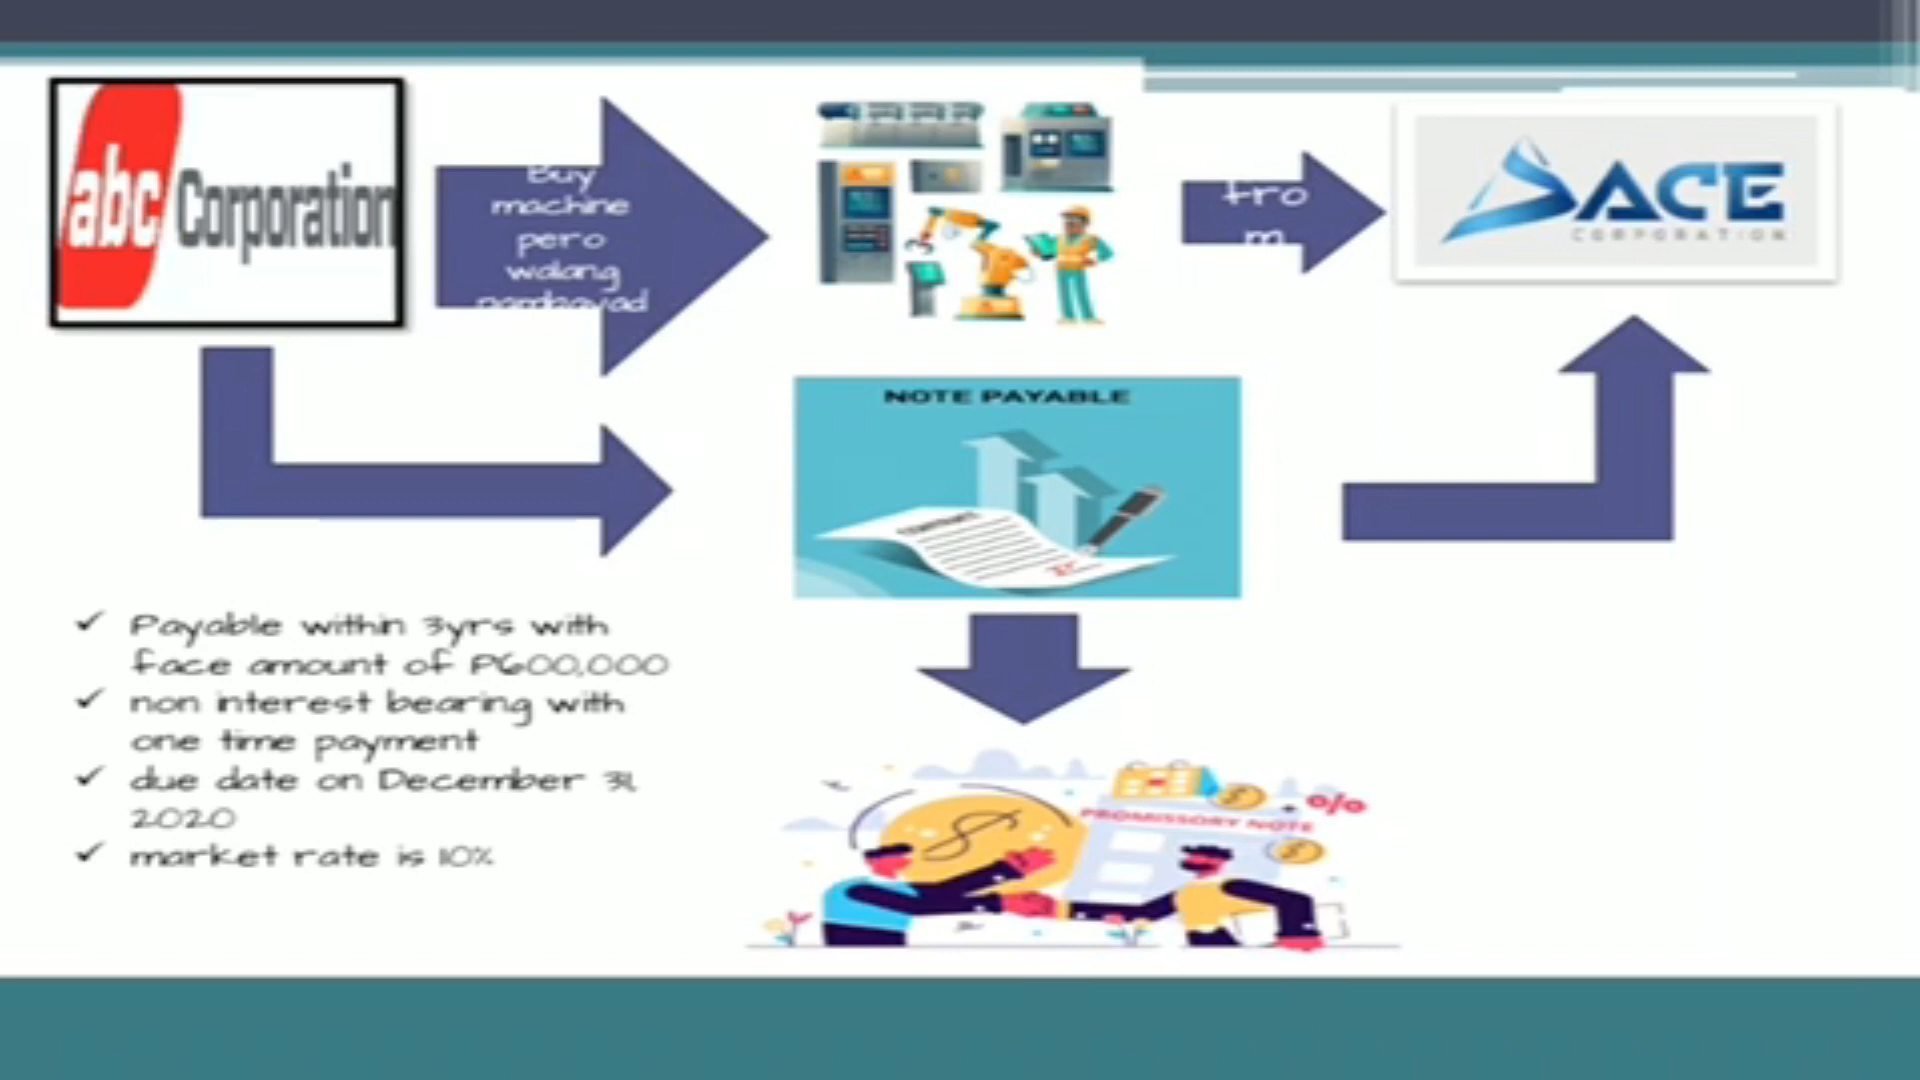 abc Corporation
Buy
machine
pero
walang
pambayad
fro
m
ACE
CORPORATION
NOTE PAYABLE
Contract
PROMISSORY NOTE
%
✓ Payable within 3yrs with
face amount of P600,000
✓ non interest bearing with
one time payment
✓ due date on December 31,
2020
✓ market rate is 10%